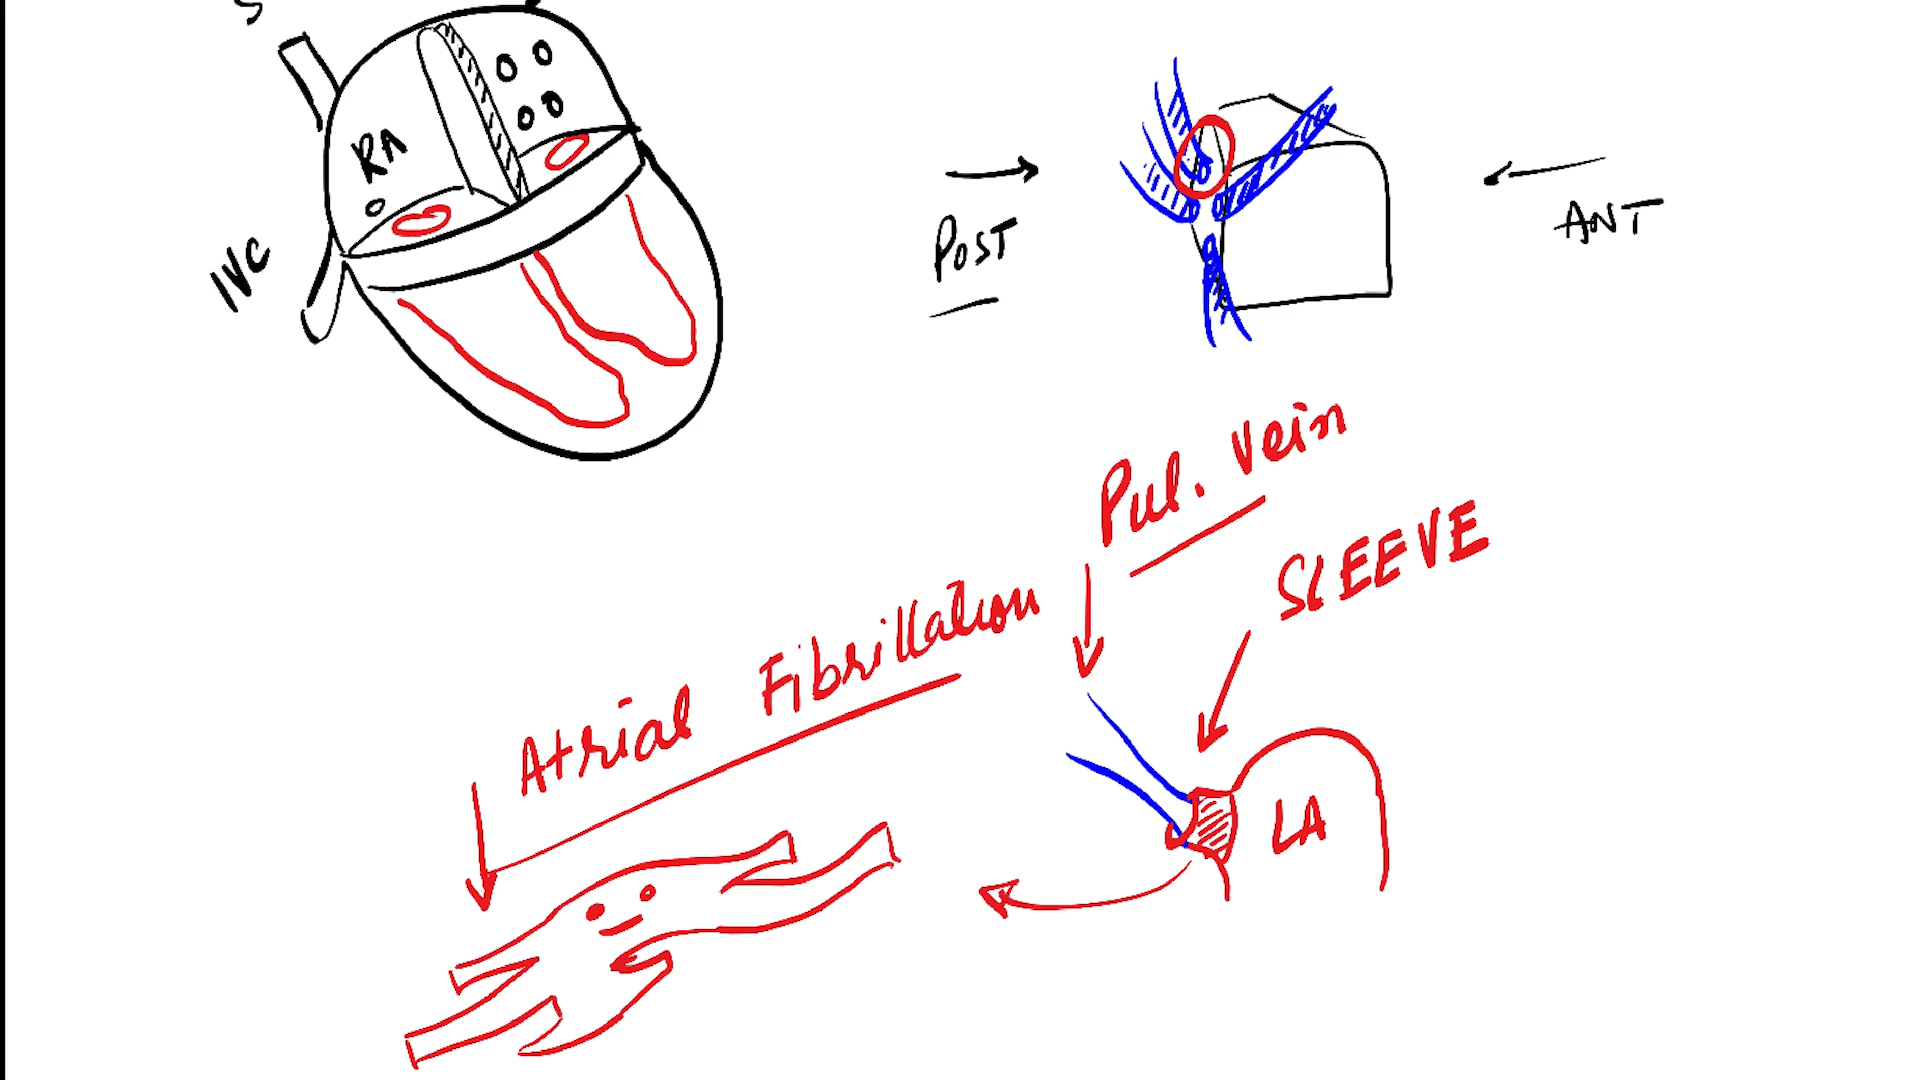 RA
IVC
POST
ANT
Pul. Vein
SLEEVE
Atrial Fibrillation
LA